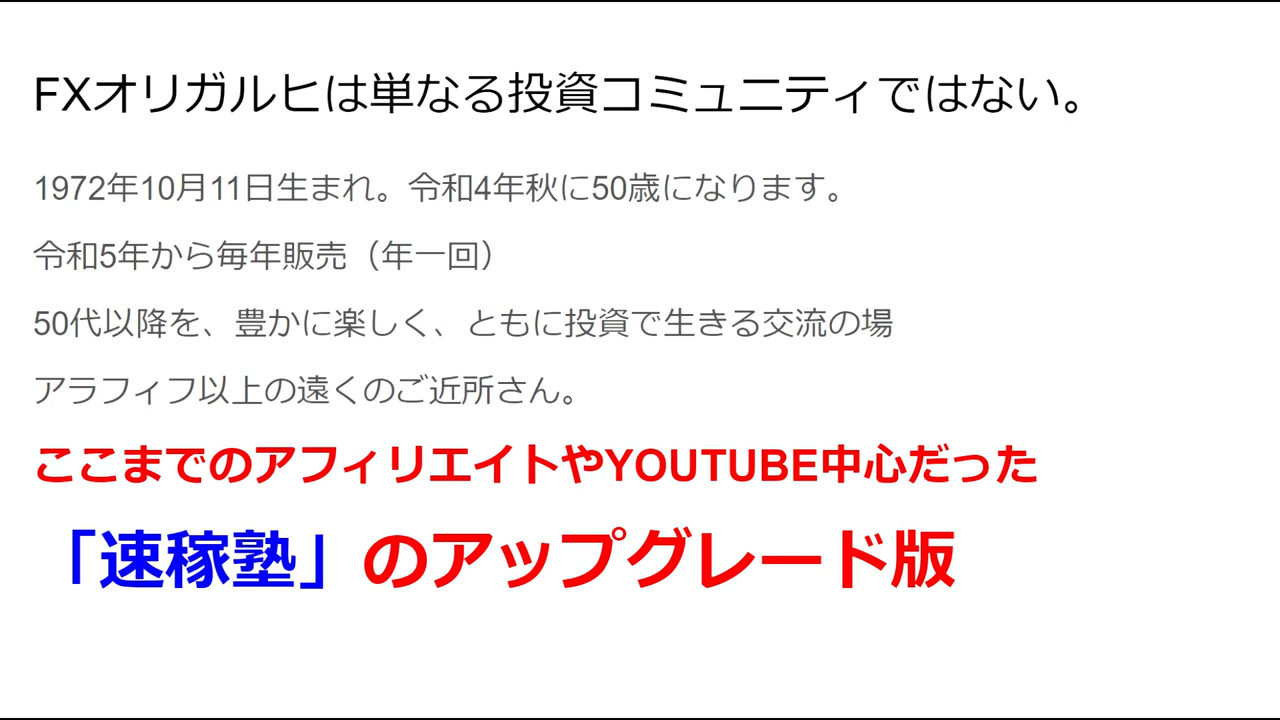 FXオリガルヒは単なる投資コミュニティではない。
1972年10月11日生まれ。令和4年秋に50歳になります。
令和5年から毎年販売（年一回）
50代以降を、豊かに楽しく、ともに投資で生きる交流の場
アラフィフ以上の遠くのご近所さん。
ここまでのアフィリエイトやYOUTUBE中心だった
「速稼塾」のアップグレード版